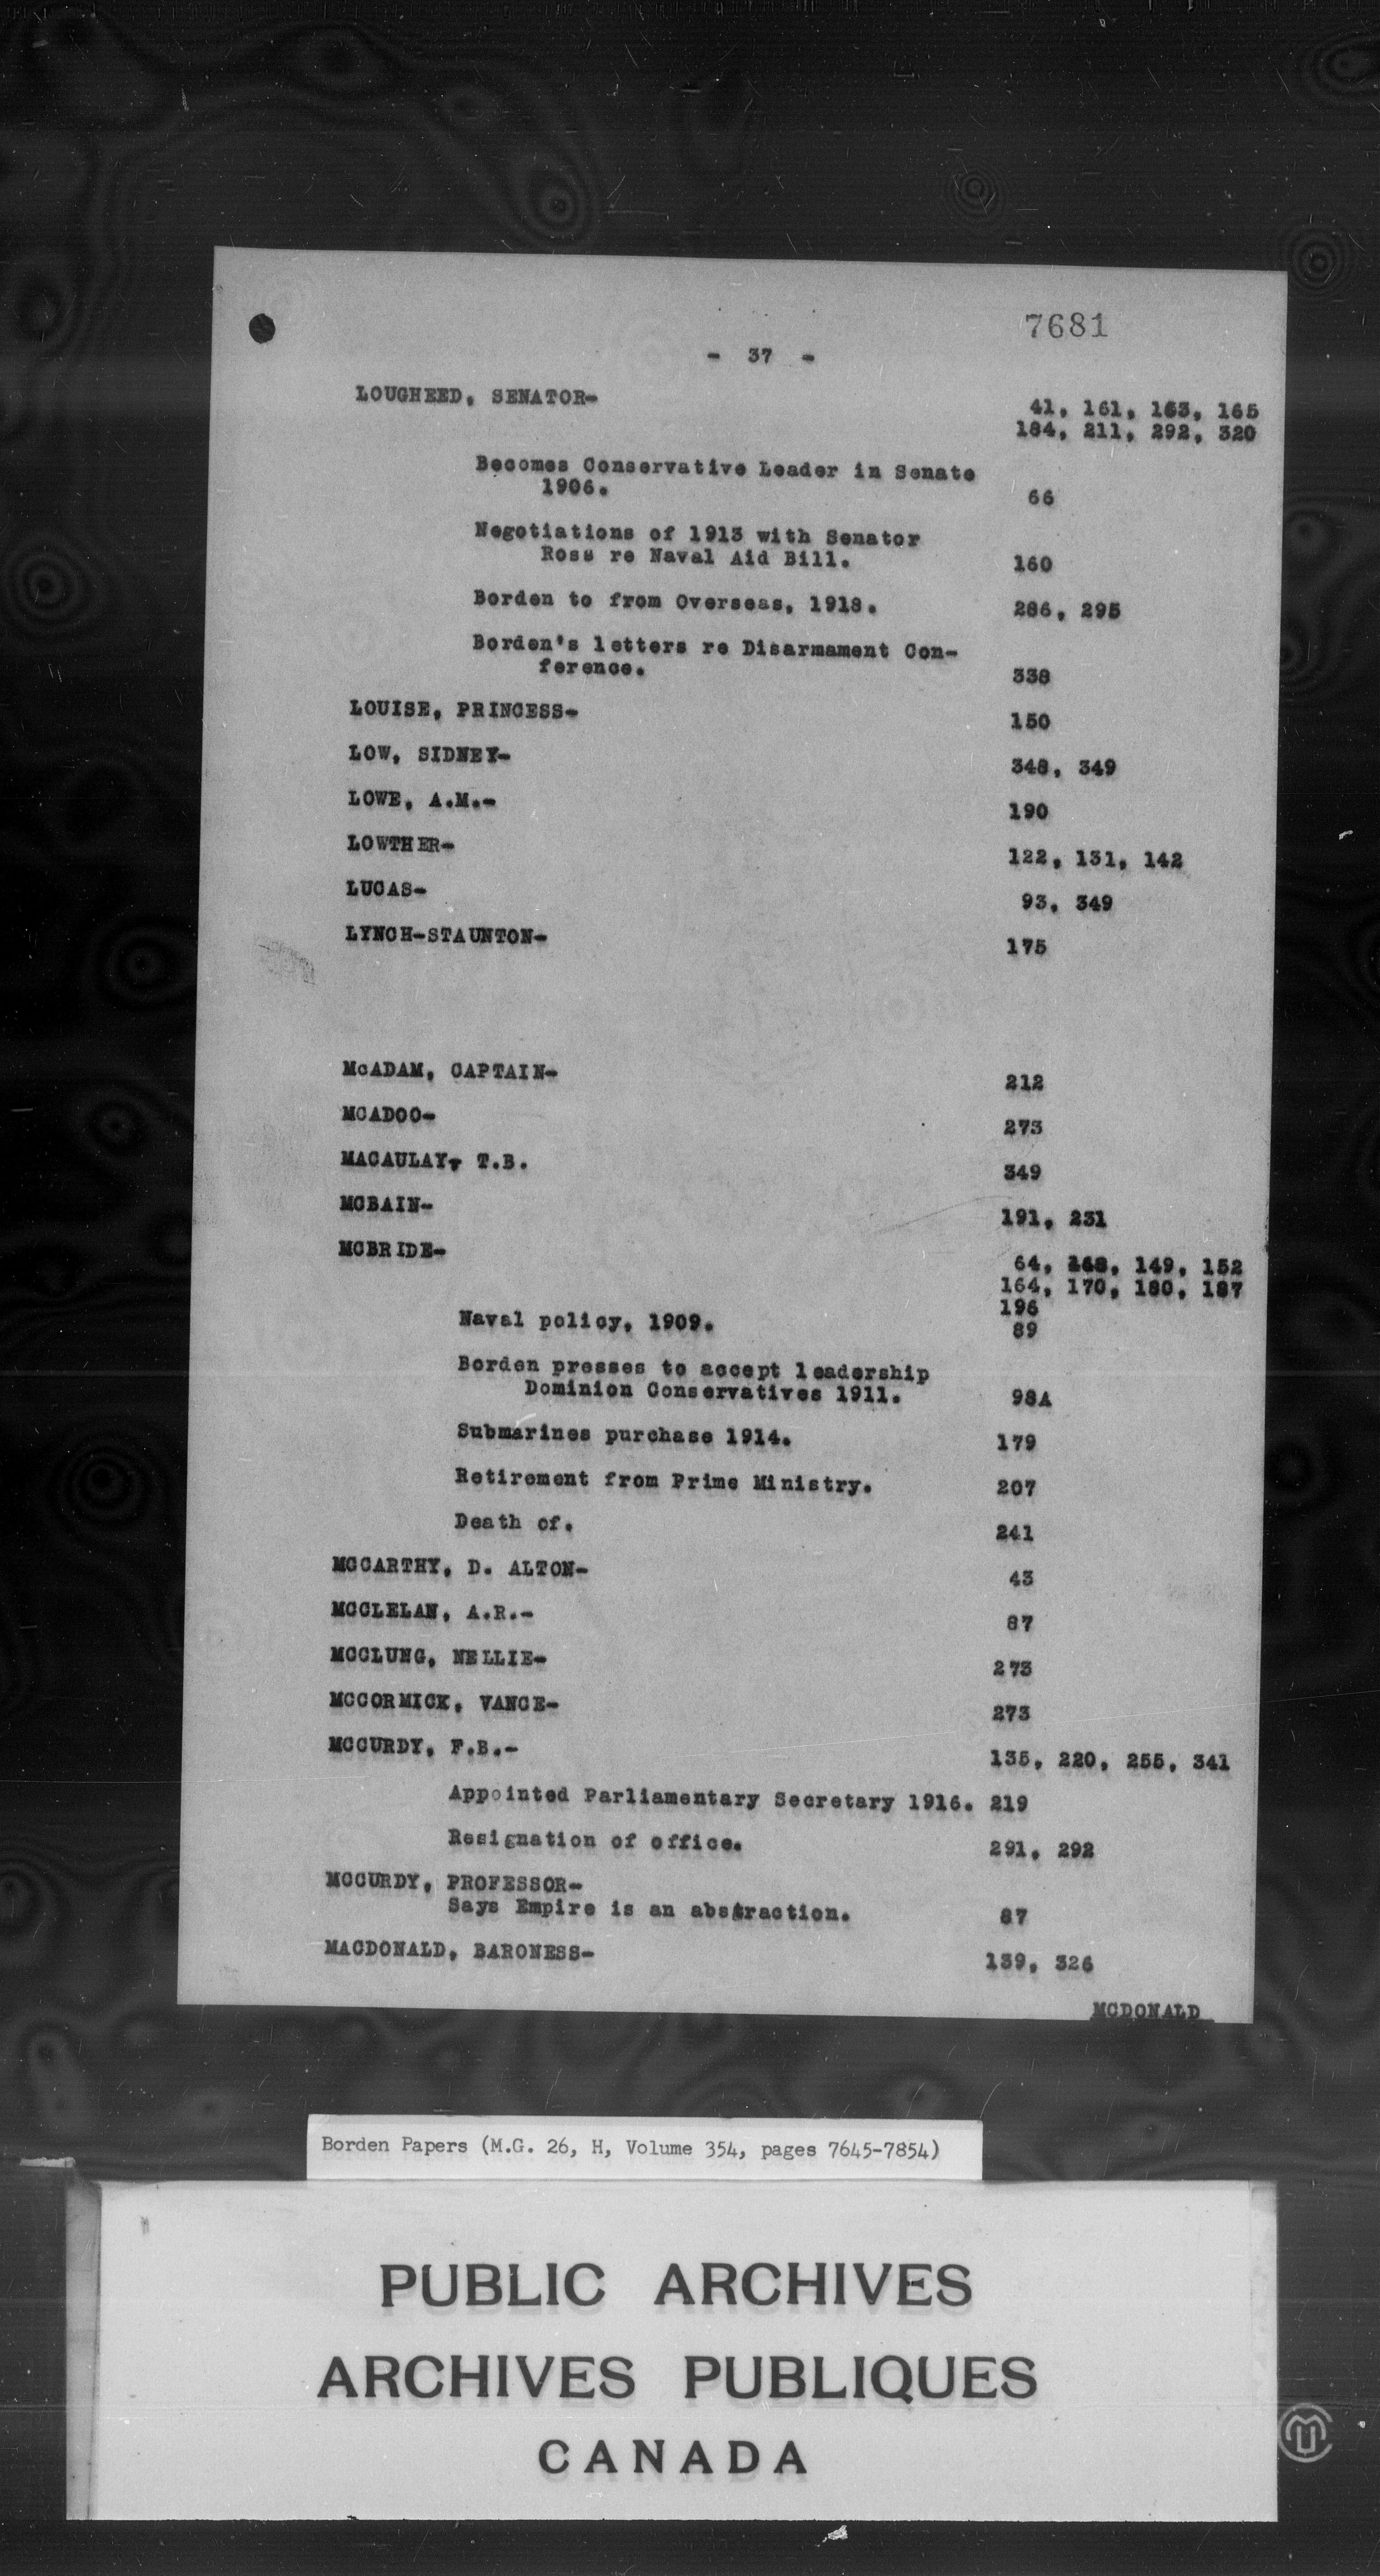 7681
- 37 -
LOUGHEED, SENATOR-
41, 161, 163, 165
184, 211, 292, 320
Becomes Conservative Leader in Senate
1906. 66
Negotiations of 1913 with Senator
Ross re Naval Aid Bill. 160
Borden to from Overseas, 1918. 286, 295
Borden's letters re Disarmament Con-
ference. 338
LOUISE, PRINCESS- 150
LOW, SIDNEY- 348, 349
LOWE, A.M.- 190
LOWTHER- 122, 131, 142
LUCAS- 93, 349
LYNCH-STAUNTON- 175
McADAM, CAPTAIN- 212
MCADOO- 273
MACAULAY, T.B. 349
MCBAIN- 191, 231
MCBRIDE- 64, 149, 152
164, 170, 180, 187
196
Naval policy, 1909. 89
Borden presses to accept leadership
Dominion Conservatives 1911. 98A
Submarines purchase 1914. 179
Retirement from Prime Ministry. 207
Death of. 241
MCCARTHY, D. ALTON- 43
MCCLELAN, A.R.- 87
MCCLUNG, NELLIE- 273
MCCORMICK, VANCE- 273
MCCURDY, F.B.- 135, 220, 255, 341
Appointed Parliamentary Secretary 1916. 219
Resignation of office. 291, 292
MCCURDY, PROFESSOR-
Says Empire is an abstraction. 87
MACDONALD, BARONESS- 139, 326
MCDONALD
Borden Papers (M.G. 26, H, Volume 354, pages 7645-7854)
PUBLIC ARCHIVES
ARCHIVES PUBLIQUES
CANADA